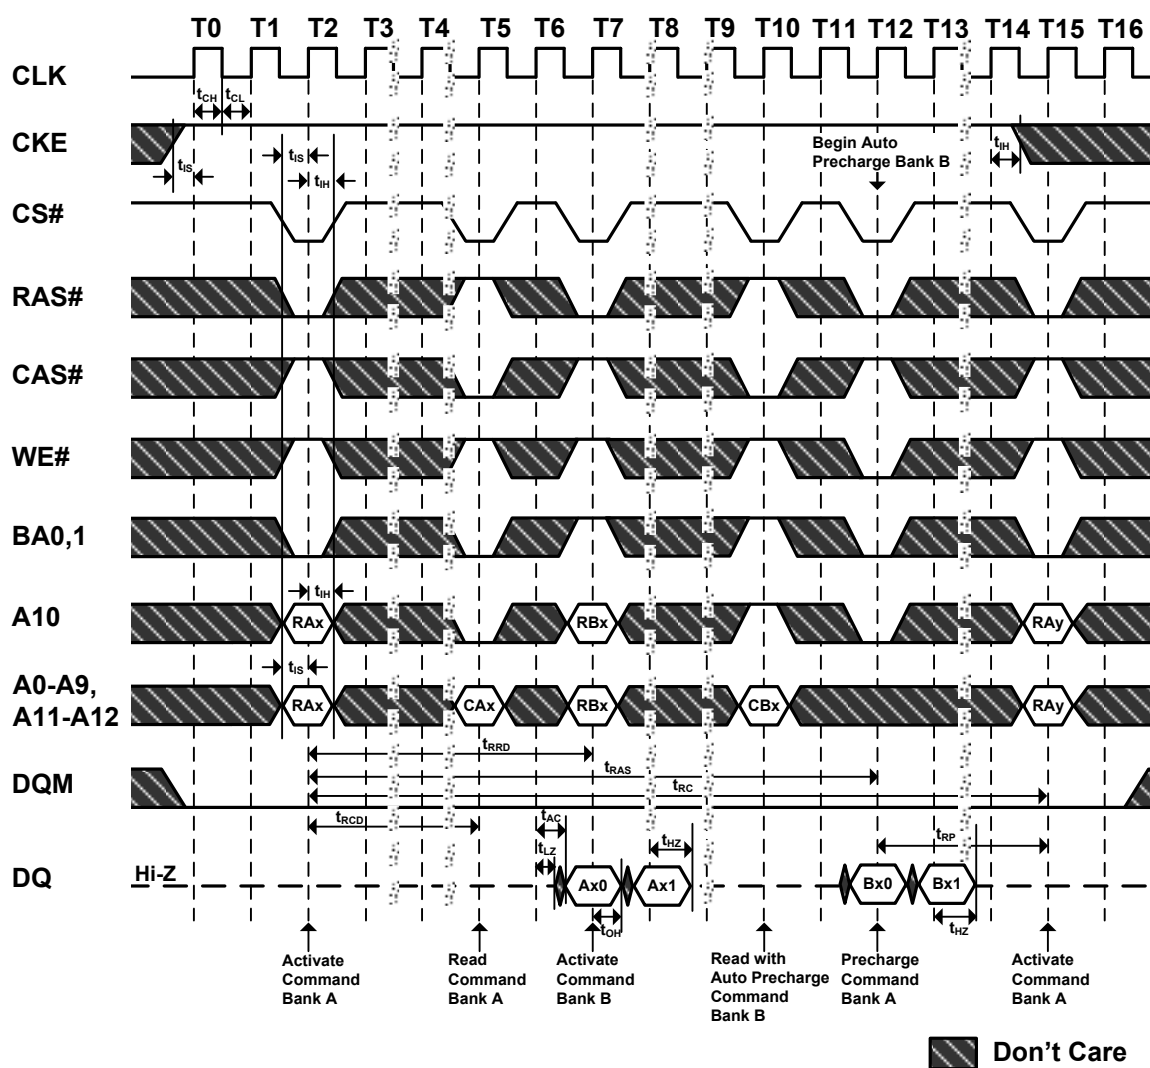 T0 T1 T2 T3 T4 T5 T6 T7 T8 T9 T10 T11 T12 T13 T14 T15 T16
CLK
tCH tCL
CKE
tIS
tIS
tIH
Begin Auto
Precharge Bank B
tIH
CS#
RAS#
CAS#
WE#
BA0,1
tIH
A10
RAx RBx RAy
tIS
A0-A9,
A11-A12
RAx CAx RBx CBx RAy
tRRD
tRAS
DQM
tRC
tRCD
tAC
tLZ
tHZ
tRP
DQ
Hi-Z
Ax0 Ax1 Bx0 Bx1
tOH
tHZ
Activate
Command
Bank A
Read
Command
Bank A
Activate
Command
Bank B
Read with
Auto Precharge
Command
Bank B
Precharge
Command
Bank A
Activate
Command
Bank A
Don't Care